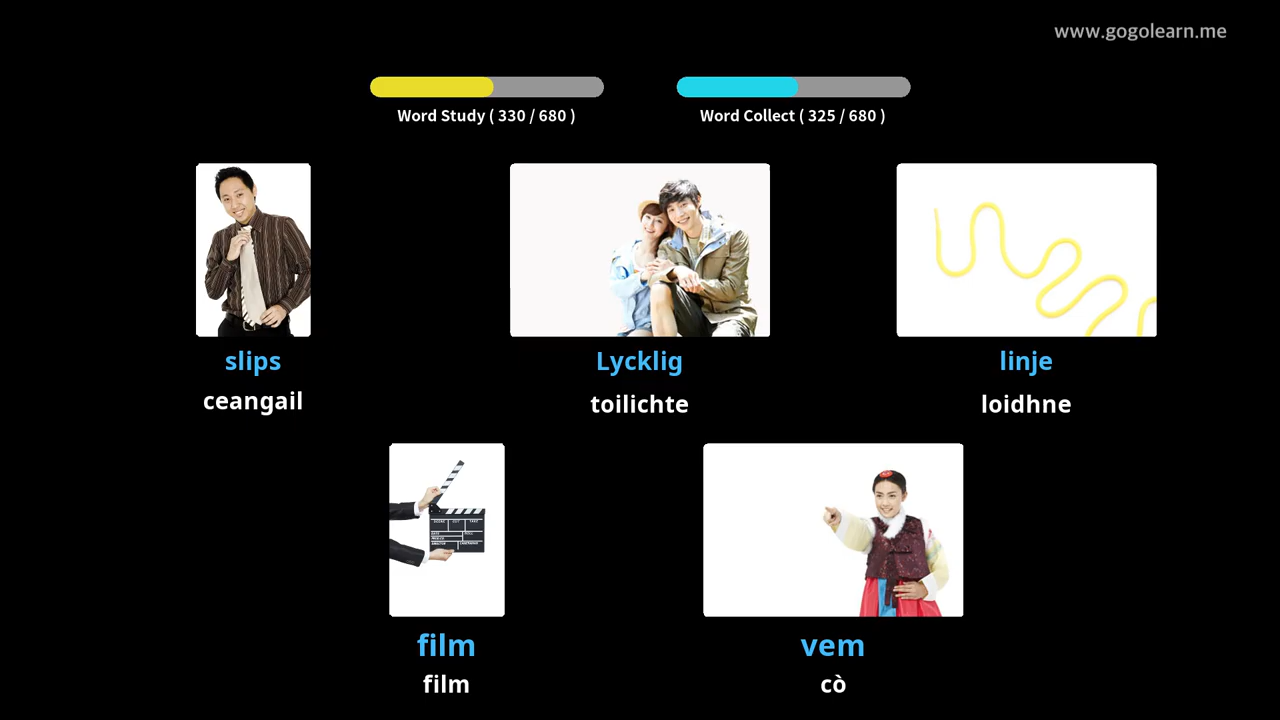 www.gogolearn.me
Word Study ( 330 / 680 )
Word Collect ( 325 / 680 )
slips
Lycklig
linje
ceangail
toilichte
loidhne
film
vem
film
cò